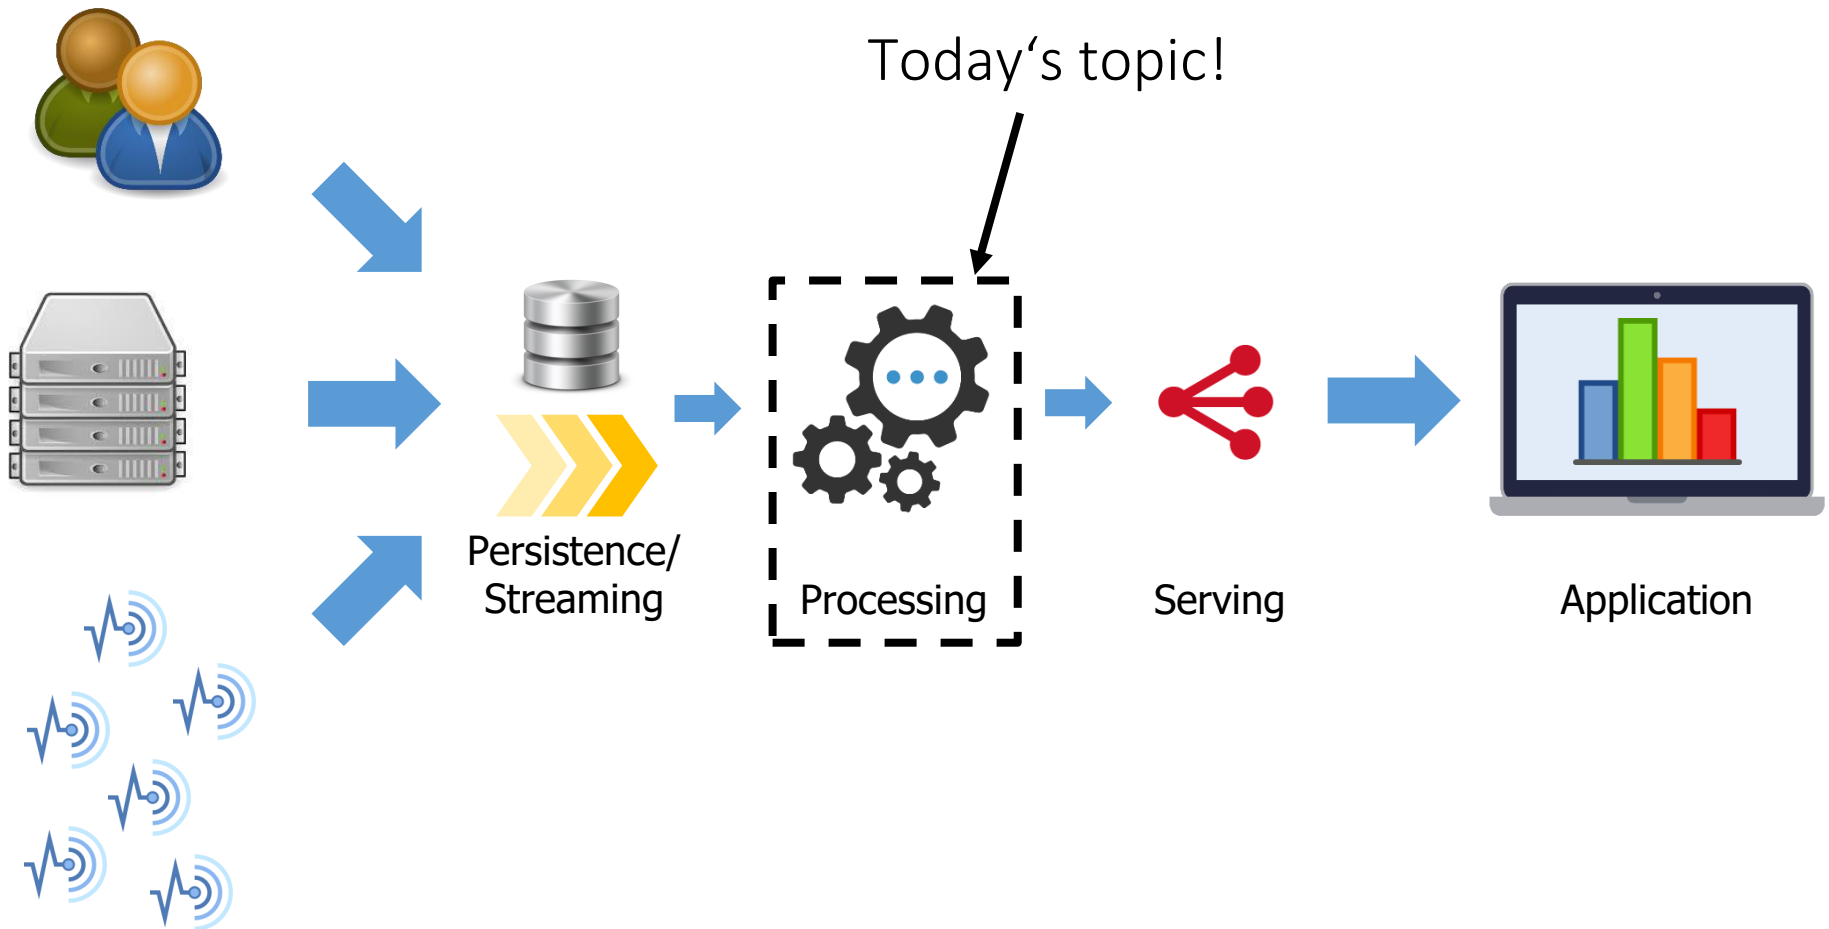 Today‘s topic!
Persistence/
Streaming
Processing
Serving
Application